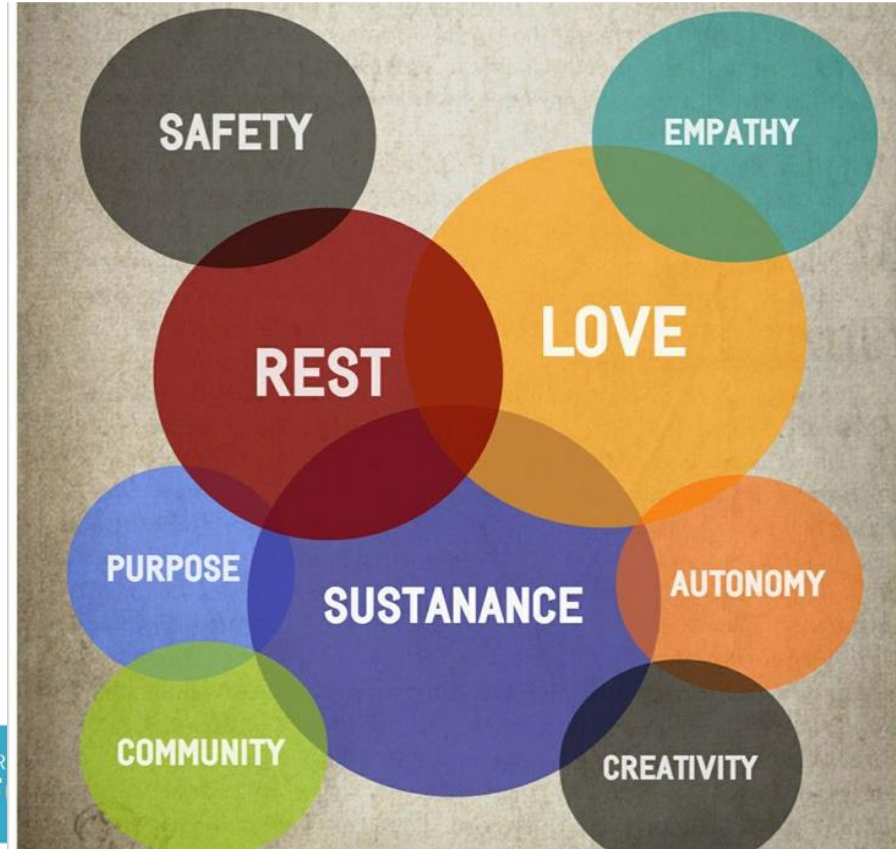 SAFETY
EMPATHY
LOVE
REST
PURPOSE
AUTONOMY
SUSTANANCE
COMMUNITY
CREATIVITY